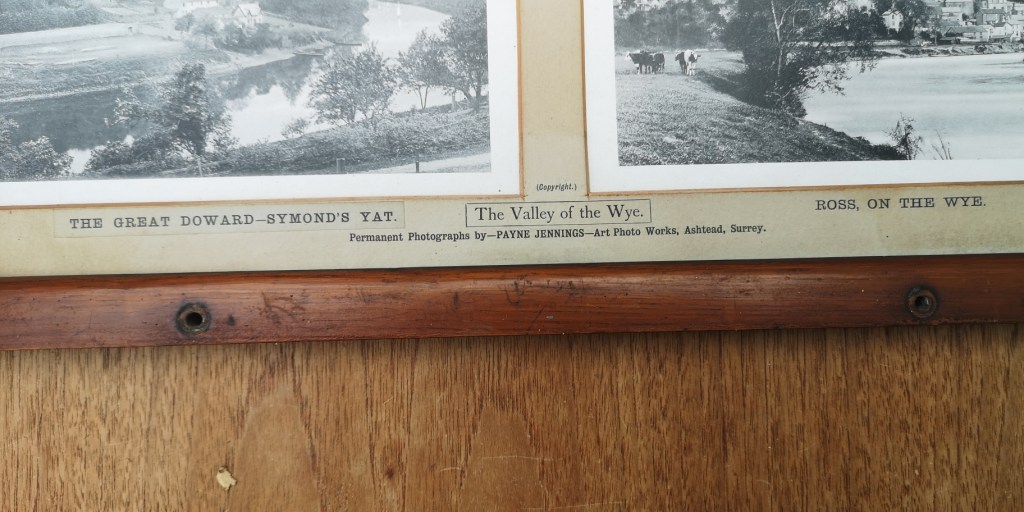 (Copyright.)
THE GREAT DOWARD—SYMOND'S YAT.
The Valley of the Wye.
ROSS, ON THE WYE.
Permanent Photographs by—PAYNE JENNINGS—Art Photo Works, Ashtead, Surrey.